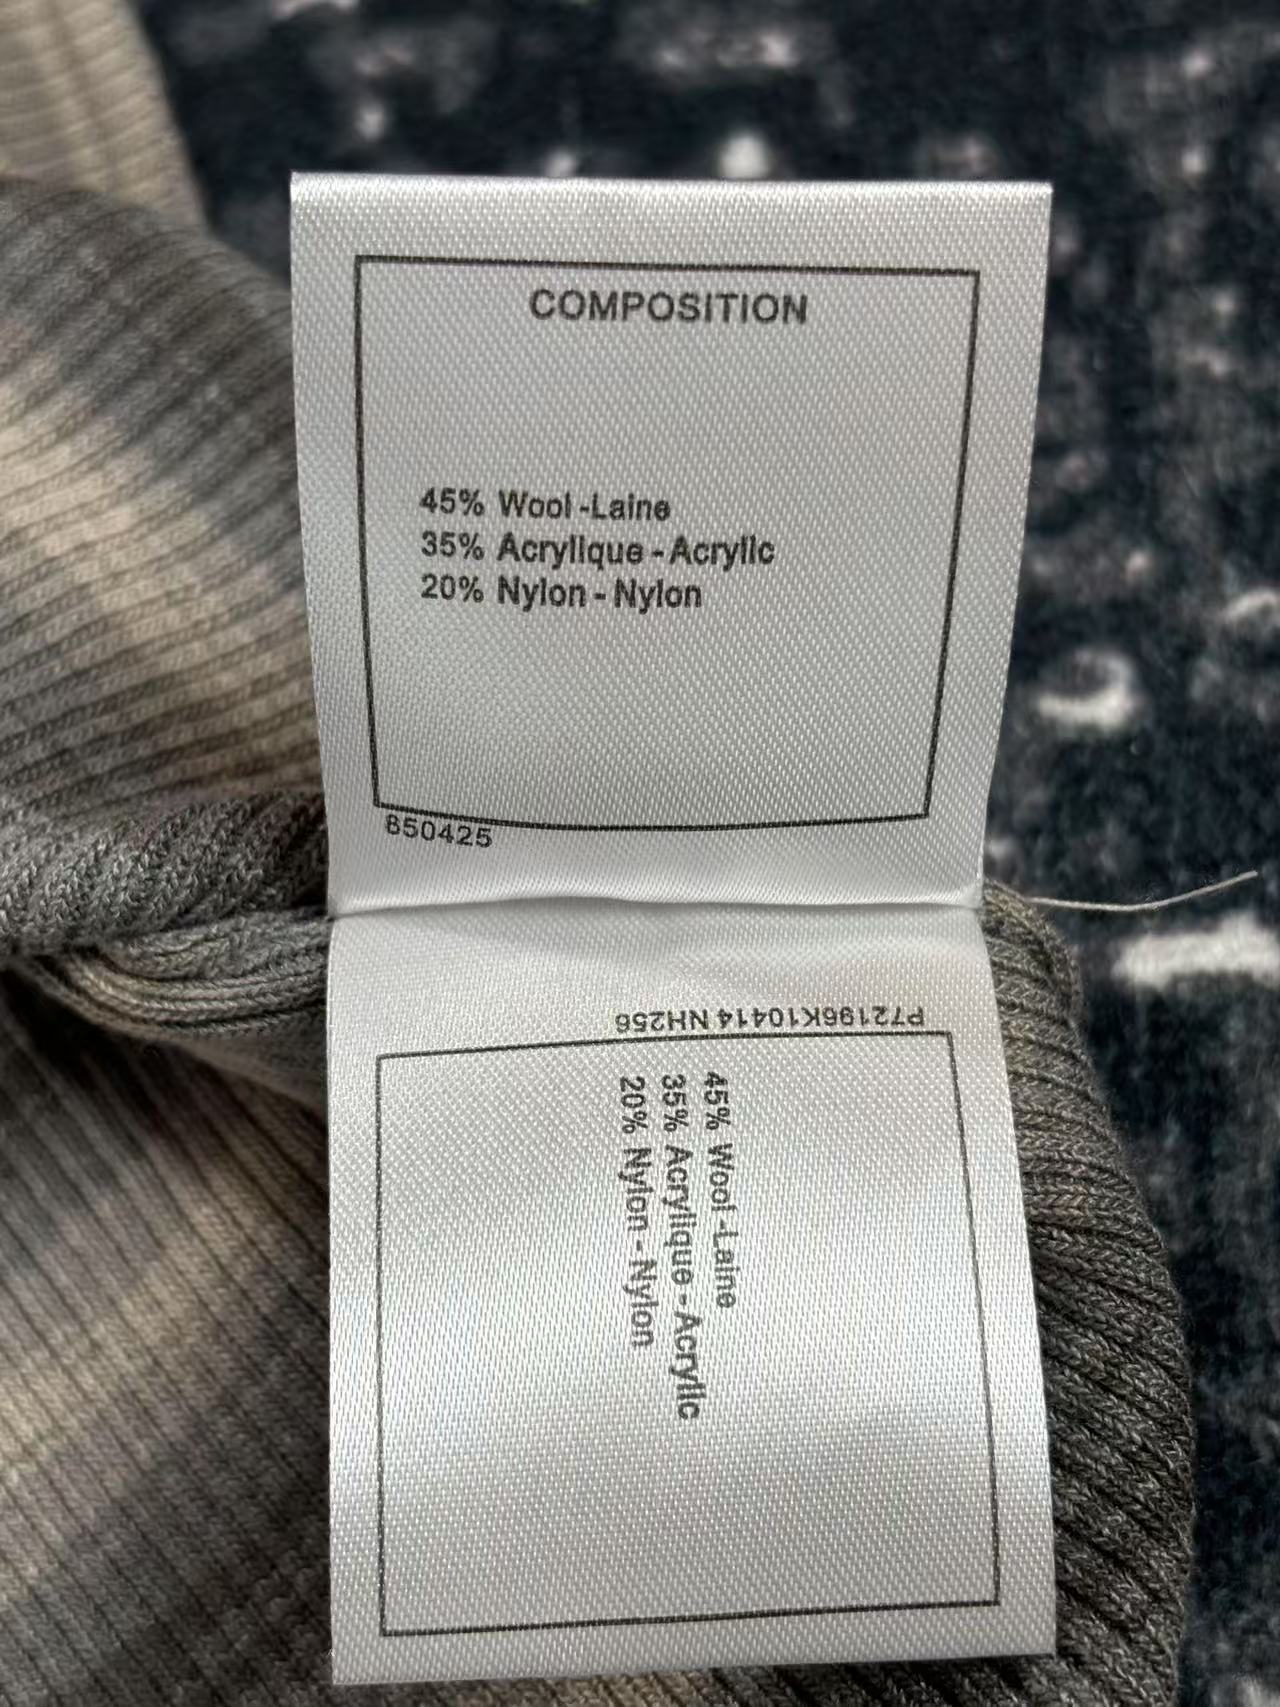 COMPOSITION
45% Wool-Laine
35% Acrylique - Acrylic
20% Nylon - Nylon
850425
P72196K10414 NH256
45% Wool-Laine
35% Acrylique - Acrylic
20% Nylon - Nylon